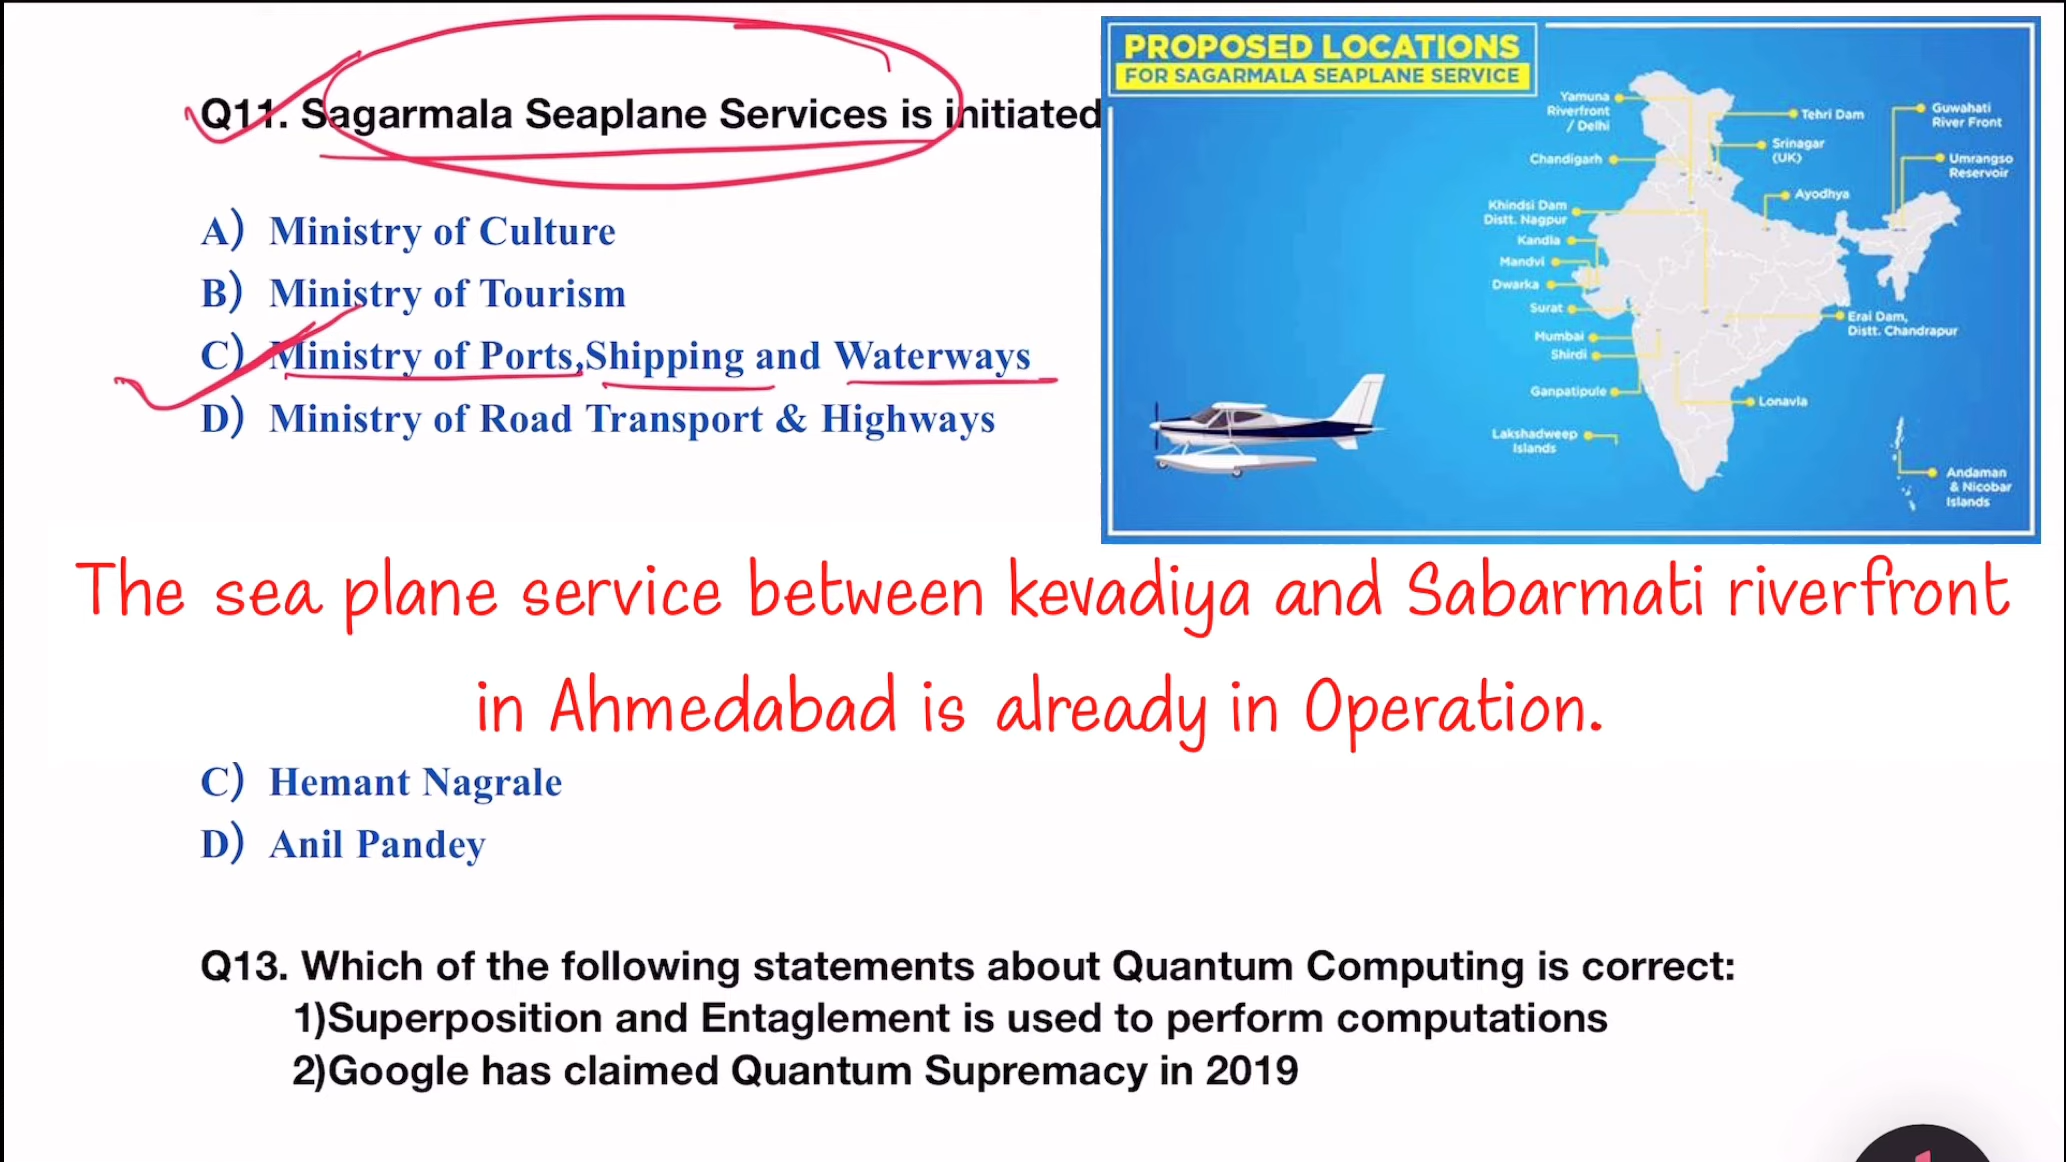 Q11. Sagarmala Seaplane Services is initiated
A) Ministry of Culture
B) Ministry of Tourism
C) Ministry of Ports,Shipping and Waterways
D) Ministry of Road Transport & Highways
PROPOSED LOCATIONS
FOR SAGARMALA SEAPLANE SERVICE
Yamuna
Riverfront
/ Delhi
Chandigarh
Khindsi Dam
Distt. Nagpur
Kandla
Mandvi
Dwarka
Surat
Mumbai
Shirdi
Ganpatipule
Lakshadweep
Islands
Tehri Dam
Srinagar
(UK)
Ayodhya
Guwahati
River Front
Umrangso
Reservoir
Erai Dam,
Distt. Chandrapur
Lonavla
Andaman
& Nicobar
Islands
The sea plane service between kevadiya and Sabarmati riverfront
in Ahmedabad is already in Operation.
C) Hemant Nagrale
D) Anil Pandey
Q13. Which of the following statements about Quantum Computing is correct:
1)Superposition and Entaglement is used to perform computations
2)Google has claimed Quantum Supremacy in 2019